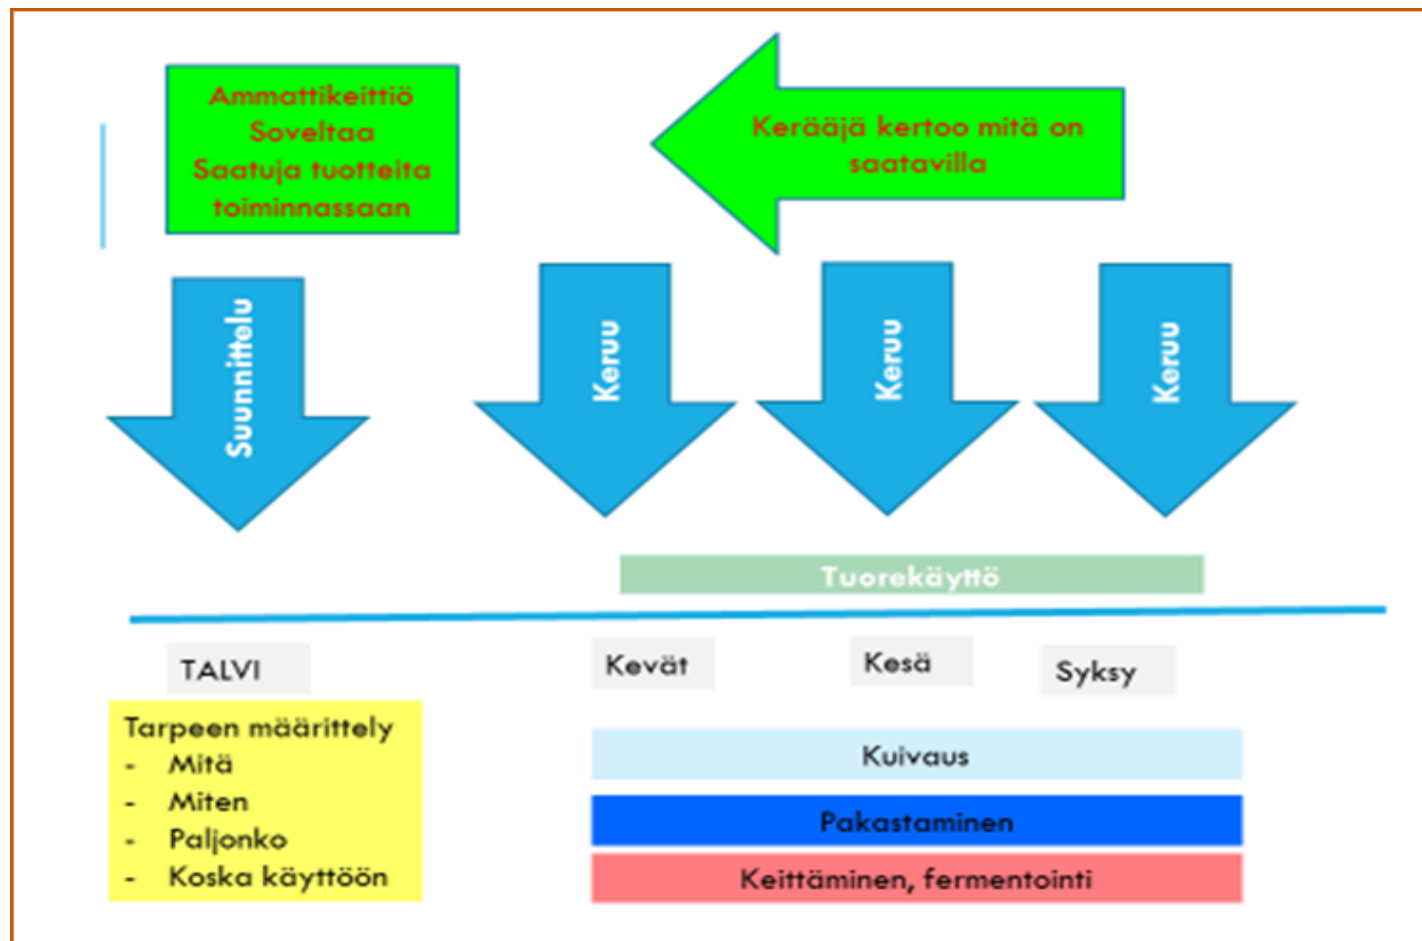 Ammattikeittiö
Soveltaa
Saatuja tuotteita
toiminnassaan
Kerääjä kertoo mitä on
saatavilla
Suunnittelu
Keruu
Keruu
Keruu
Tuorekäyttö
TALVI
Kevät
Kesä
Syksy
Tarpeen määrittely
- Mitä
- Miten
- Paljonko
- Koska käyttöön
Kuivaus
Pakastaminen
Keittäminen, fermentointi